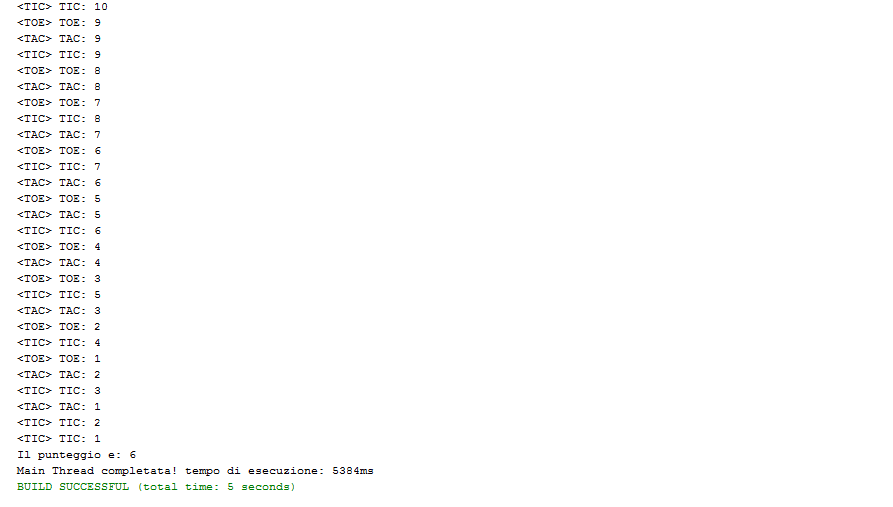 <TIC> TIC: 10
<TOE> TOE: 9
<TAC> TAC: 9
<TIC> TIC: 9
<TOE> TOE: 8
<TAC> TAC: 8
<TOE> TOE: 7
<TIC> TIC: 8
<TAC> TAC: 7
<TOE> TOE: 6
<TIC> TIC: 7
<TAC> TAC: 6
<TOE> TOE: 5
<TAC> TAC: 5
<TIC> TIC: 6
<TOE> TOE: 4
<TAC> TAC: 4
<TOE> TOE: 3
<TIC> TIC: 5
<TAC> TAC: 3
<TOE> TOE: 2
<TIC> TIC: 4
<TOE> TOE: 1
<TAC> TAC: 2
<TIC> TIC: 3
<TAC> TAC: 1
<TIC> TIC: 2
<TIC> TIC: 1
Il punteggio e: 6
Main Thread completata! tempo di esecuzione: 5384ms
BUILD SUCCESSFUL (total time: 5 seconds)